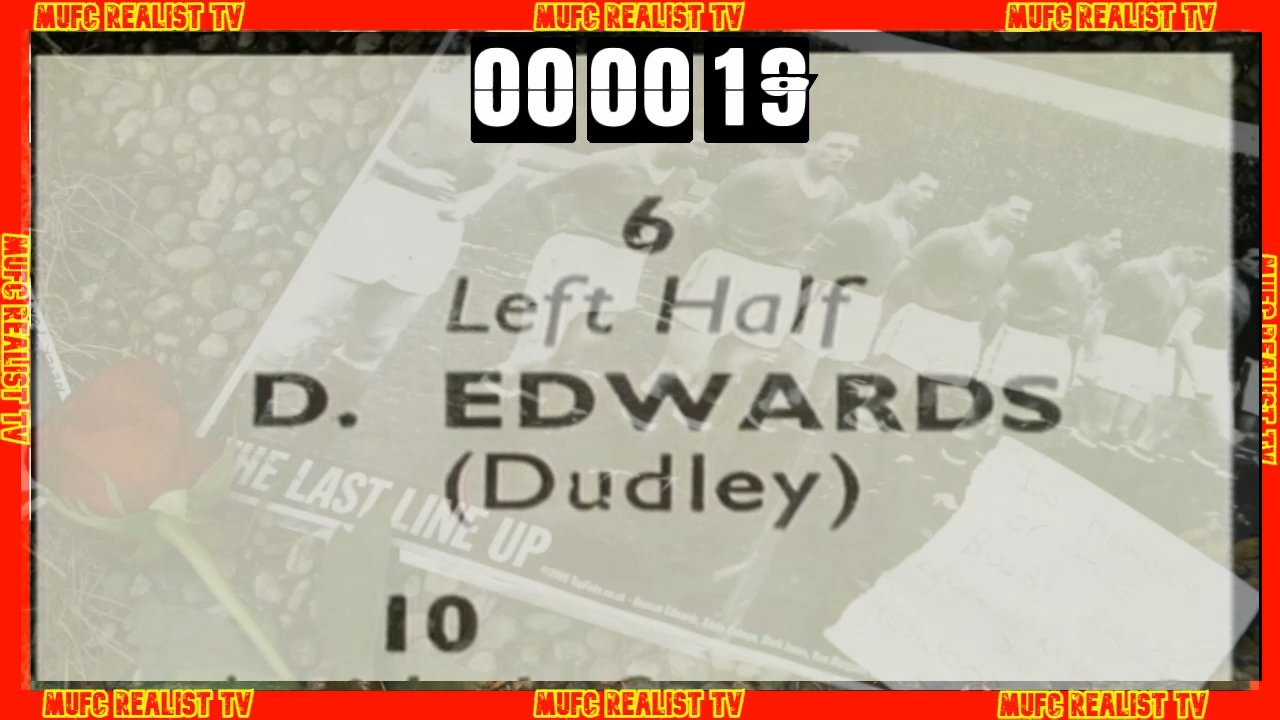 MUFC REALIST TV MUFC REALIST TV MUFC REALIST TV
00 00 19
6
Left Half
D. EDWARDS
(Dudley)
THE LAST LINE UP
10
MUFC REALIST TV
MUFC REALIST TV
MUFC REALIST TV MUFC REALIST TV MUFC REALIST TV